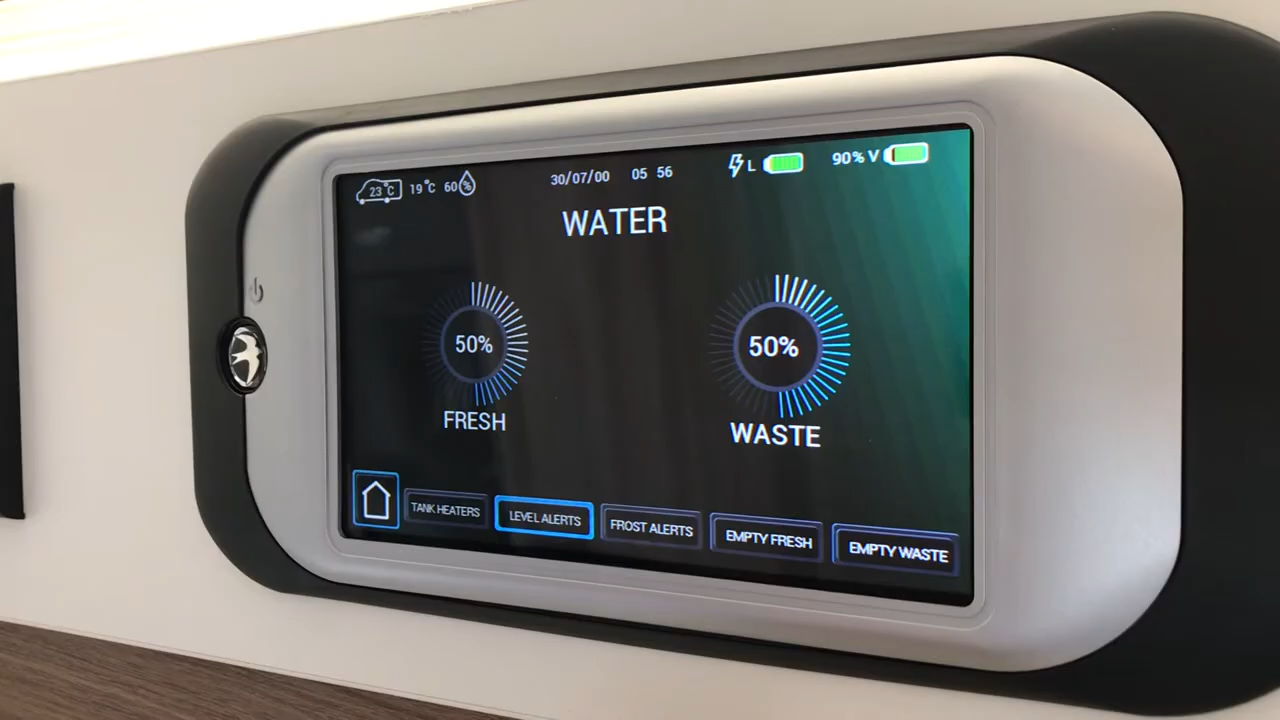 23°C 19°C 60% 30/07/00 05 56 L 90% V
WATER
50% 50%
FRESH WASTE
TANK HEATERS LEVEL ALERTS FROST ALERTS EMPTY FRESH EMPTY WASTE